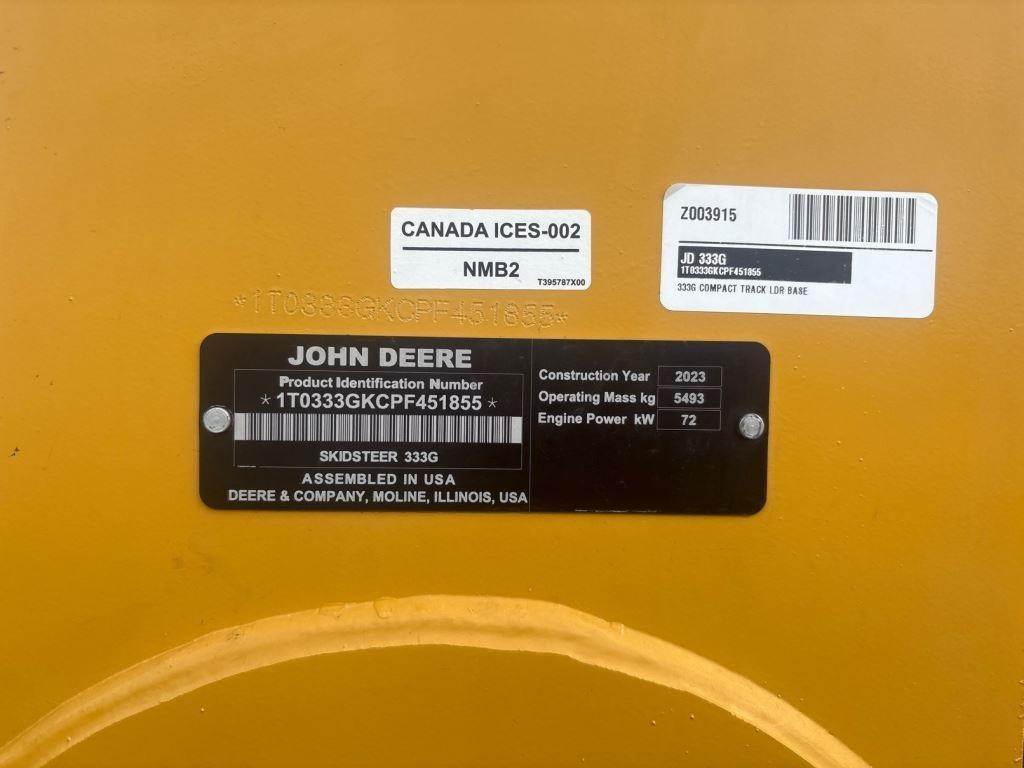 Z003915
JD 333G
1T0333GKCPF451855
333G COMPACT TRACK LDR BASE
CANADA ICES-002
NMB2
T395787X00
*1T0333GKCPF451855*
JOHN DEERE
Product Identification Number
* 1T0333GKCPF451855 *
SKIDSTEER 333G
ASSEMBLED IN USA
DEERE & COMPANY, MOLINE, ILLINOIS, USA
Construction Year 2023
Operating Mass kg 5493
Engine Power kW 72